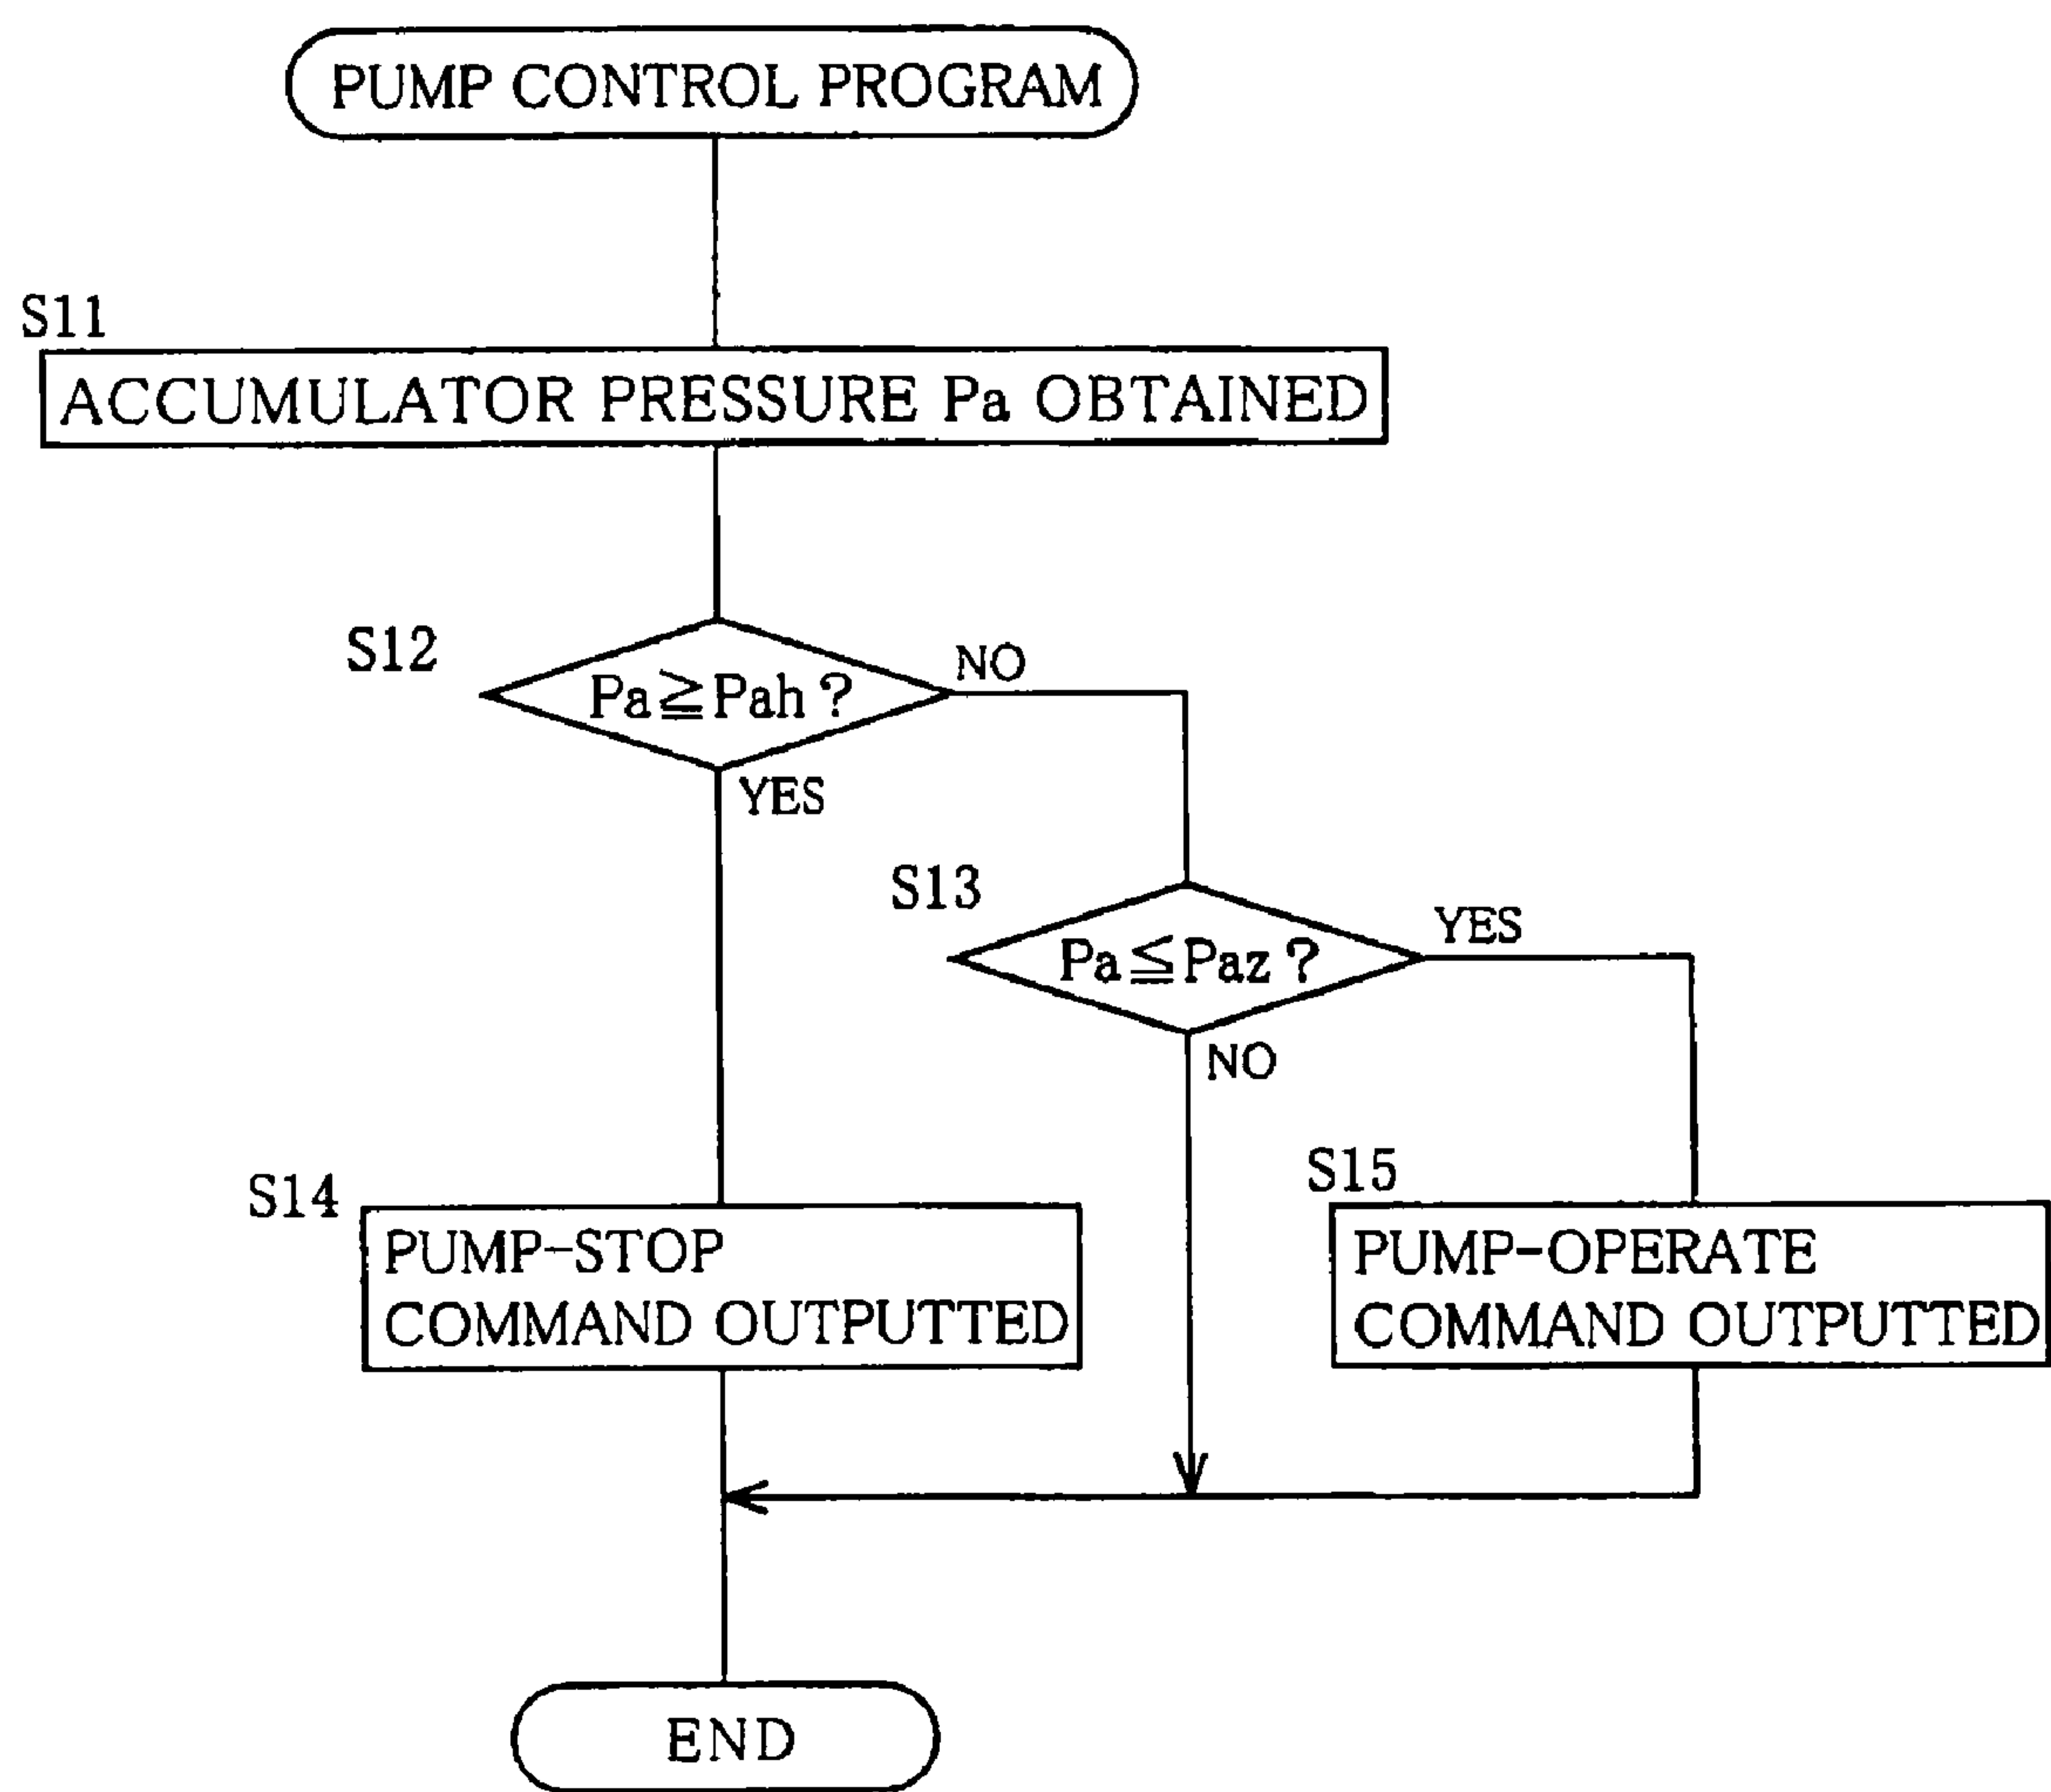 PUMP CONTROL PROGRAM
S11
ACCUMULATOR PRESSURE Pa OBTAINED
S12
Pa≧Pah?
NO
YES
S13
Pa≦Paz?
YES
NO
S14
PUMP-STOP
COMMAND OUTPUTTED
S15
PUMP-OPERATE
COMMAND OUTPUTTED
END